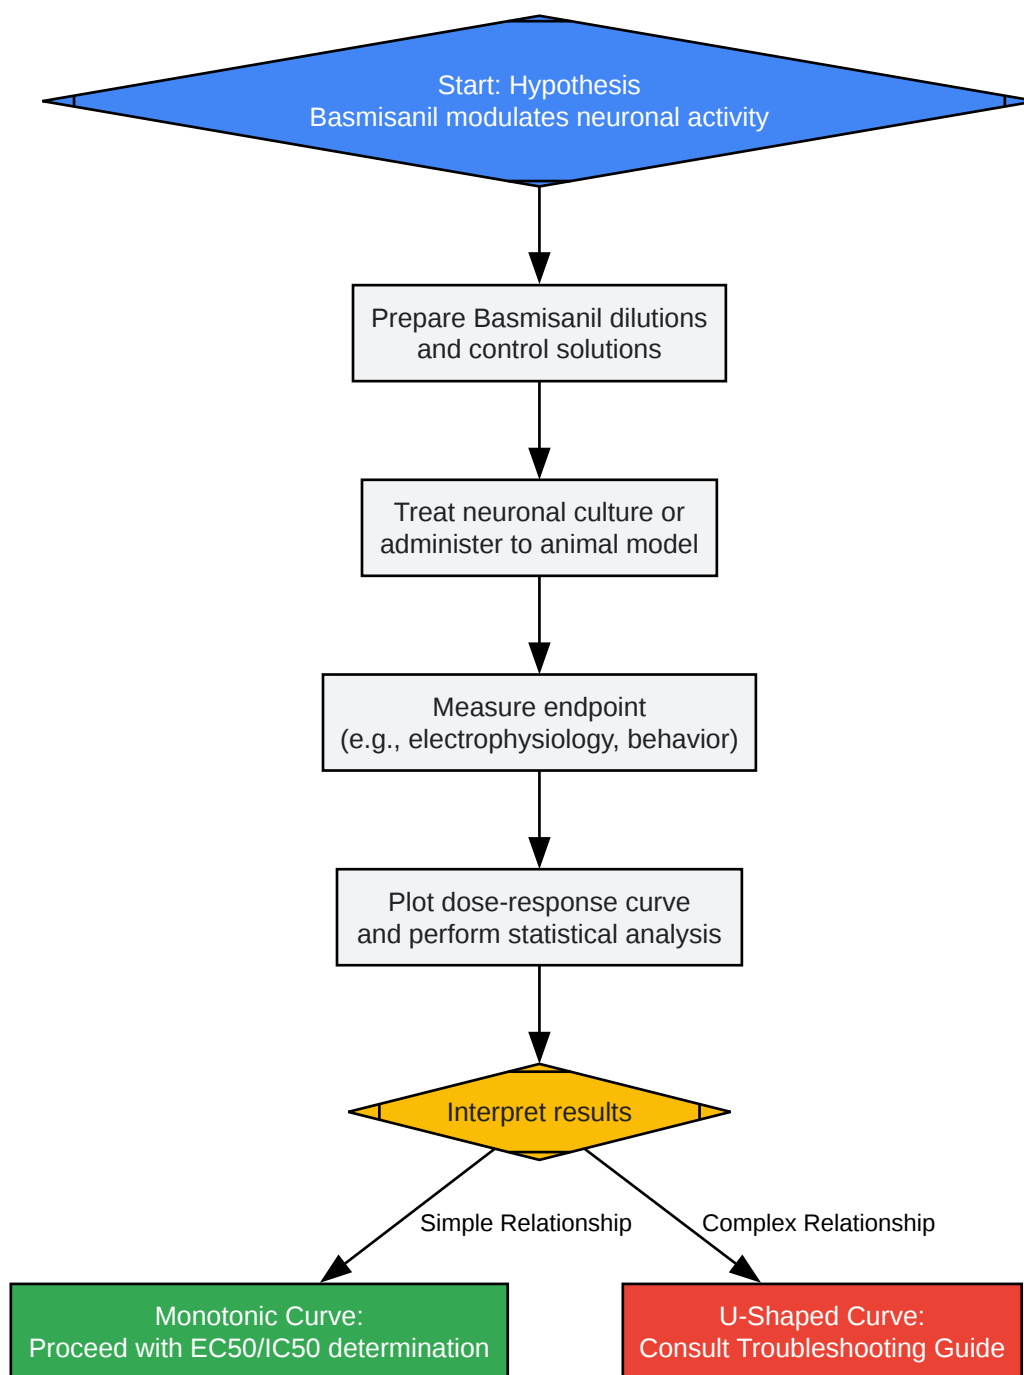 Start: Hypothesis
Basmisanil modulates neuronal activity
Prepare Basmisanil dilutions
and control solutions
Treat neuronal culture or
administer to animal model
Measure endpoint
(e.g., electrophysiology, behavior)
Plot dose-response curve
and perform statistical analysis
Interpret results
Simple Relationship
Complex Relationship
Monotonic Curve:
Proceed with EC50/IC50 determination
U-Shaped Curve:
Consult Troubleshooting Guide